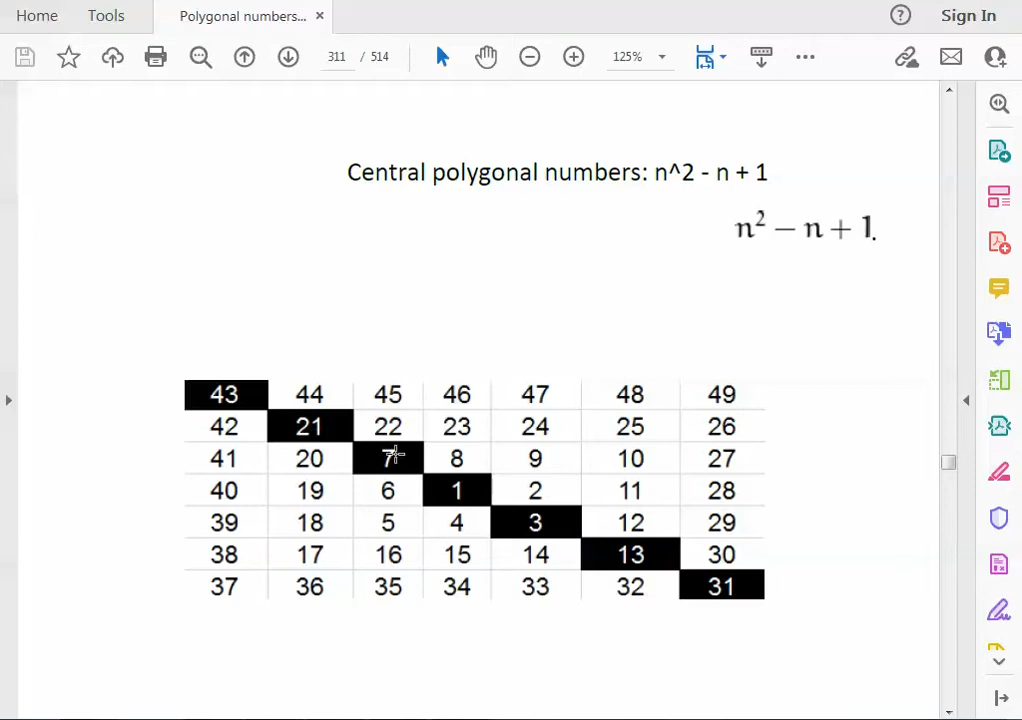 Home Tools Polygonal numbers... × ? Sign In
311 / 514 125%
Central polygonal numbers: n^2 - n + 1
n² − n + 1.
43 44 45 46 47 48 49
42 21 22 23 24 25 26
41 20 7 8 9 10 27
40 19 6 1 2 11 28
39 18 5 4 3 12 29
38 17 16 15 14 13 30
37 36 35 34 33 32 31